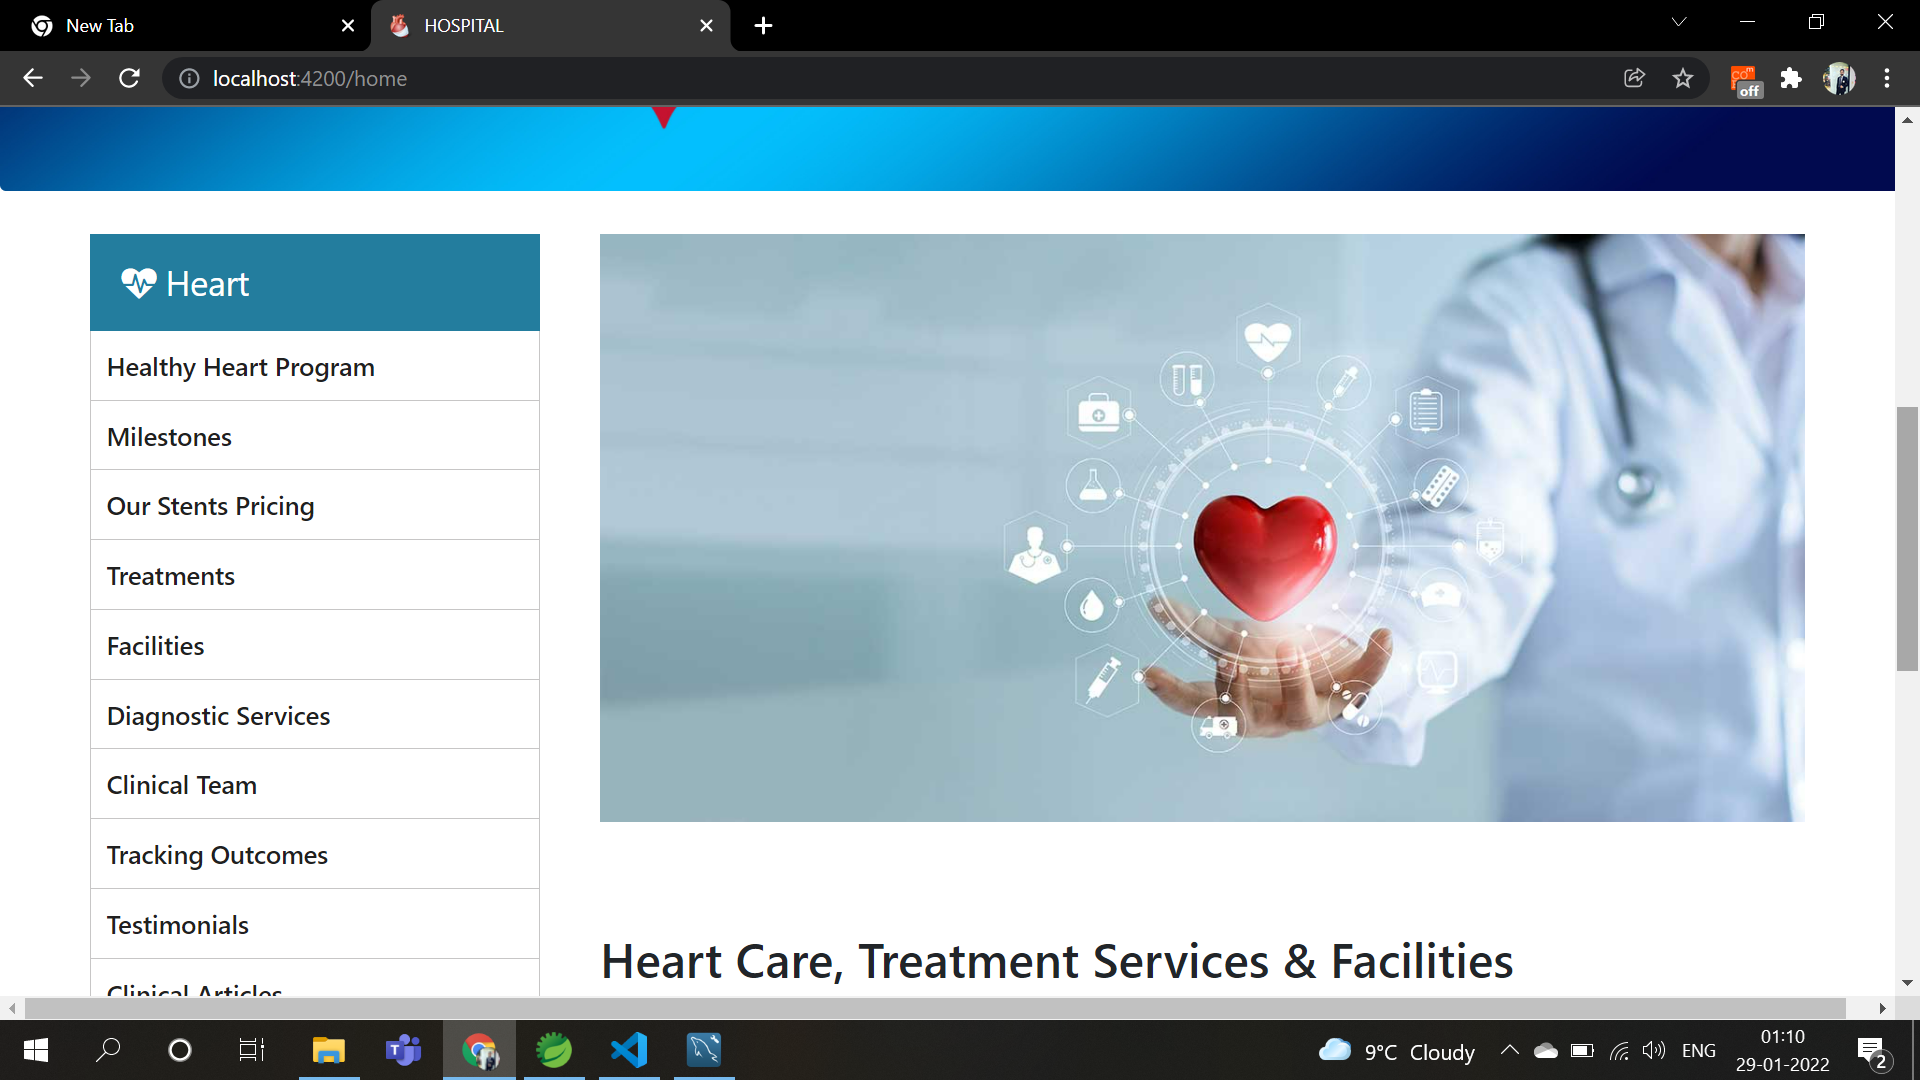 New Tab
HOSPITAL
localhost:4200/home
off
Heart
Healthy Heart Program
Milestones
Our Stents Pricing
Treatments
Facilities
Diagnostic Services
Clinical Team
Tracking Outcomes
Testimonials
Clinical Articles
Heart Care, Treatment Services & Facilities
9°C Cloudy
ENG
01:10
29-01-2022
2